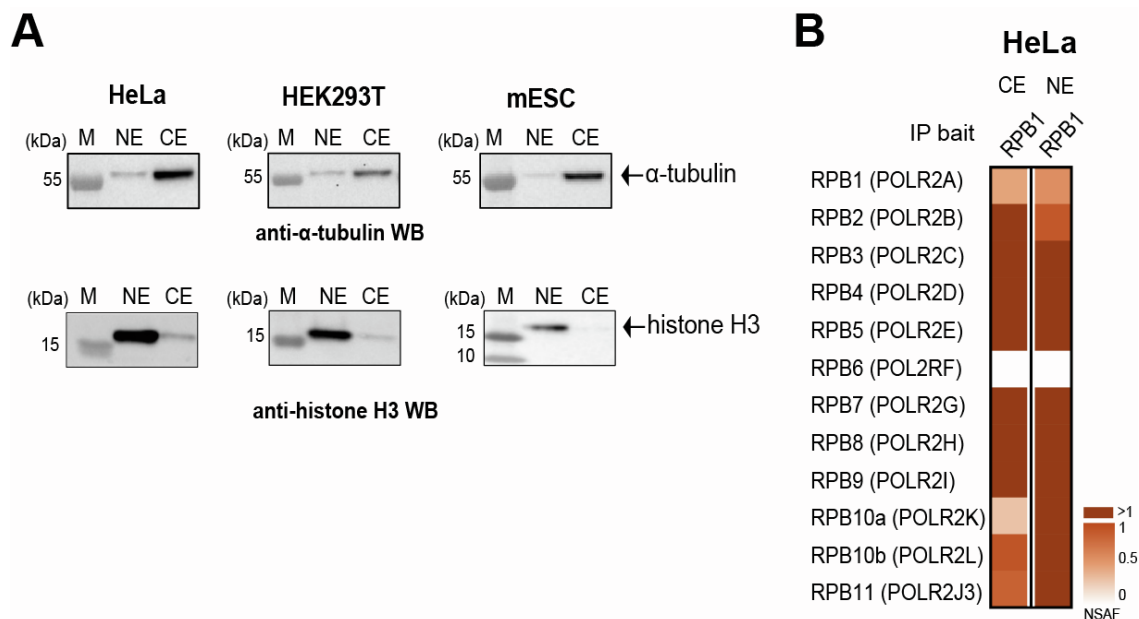 A
HeLa
HEK293T
mESC
(kDa) M NE CE
(kDa) M NE CE
(kDa) M NE CE
55
55
55
α-tubulin
anti-α-tubulin WB
(kDa) M NE CE
(kDa) M NE CE
(kDa) M NE CE
15
15
15
10
histone H3
anti-histone H3 WB
B
HeLa
CE NE
IP bait RPB1 RPB1
RPB1 (POLR2A)
RPB2 (POLR2B)
RPB3 (POLR2C)
RPB4 (POLR2D)
RPB5 (POLR2E)
RPB6 (POL2RF)
RPB7 (POLR2G)
RPB8 (POLR2H)
RPB9 (POLR2I)
RPB10a (POLR2K)
RPB10b (POLR2L)
RPB11 (POLR2J3)
>1
1
0.5
0
NSAF